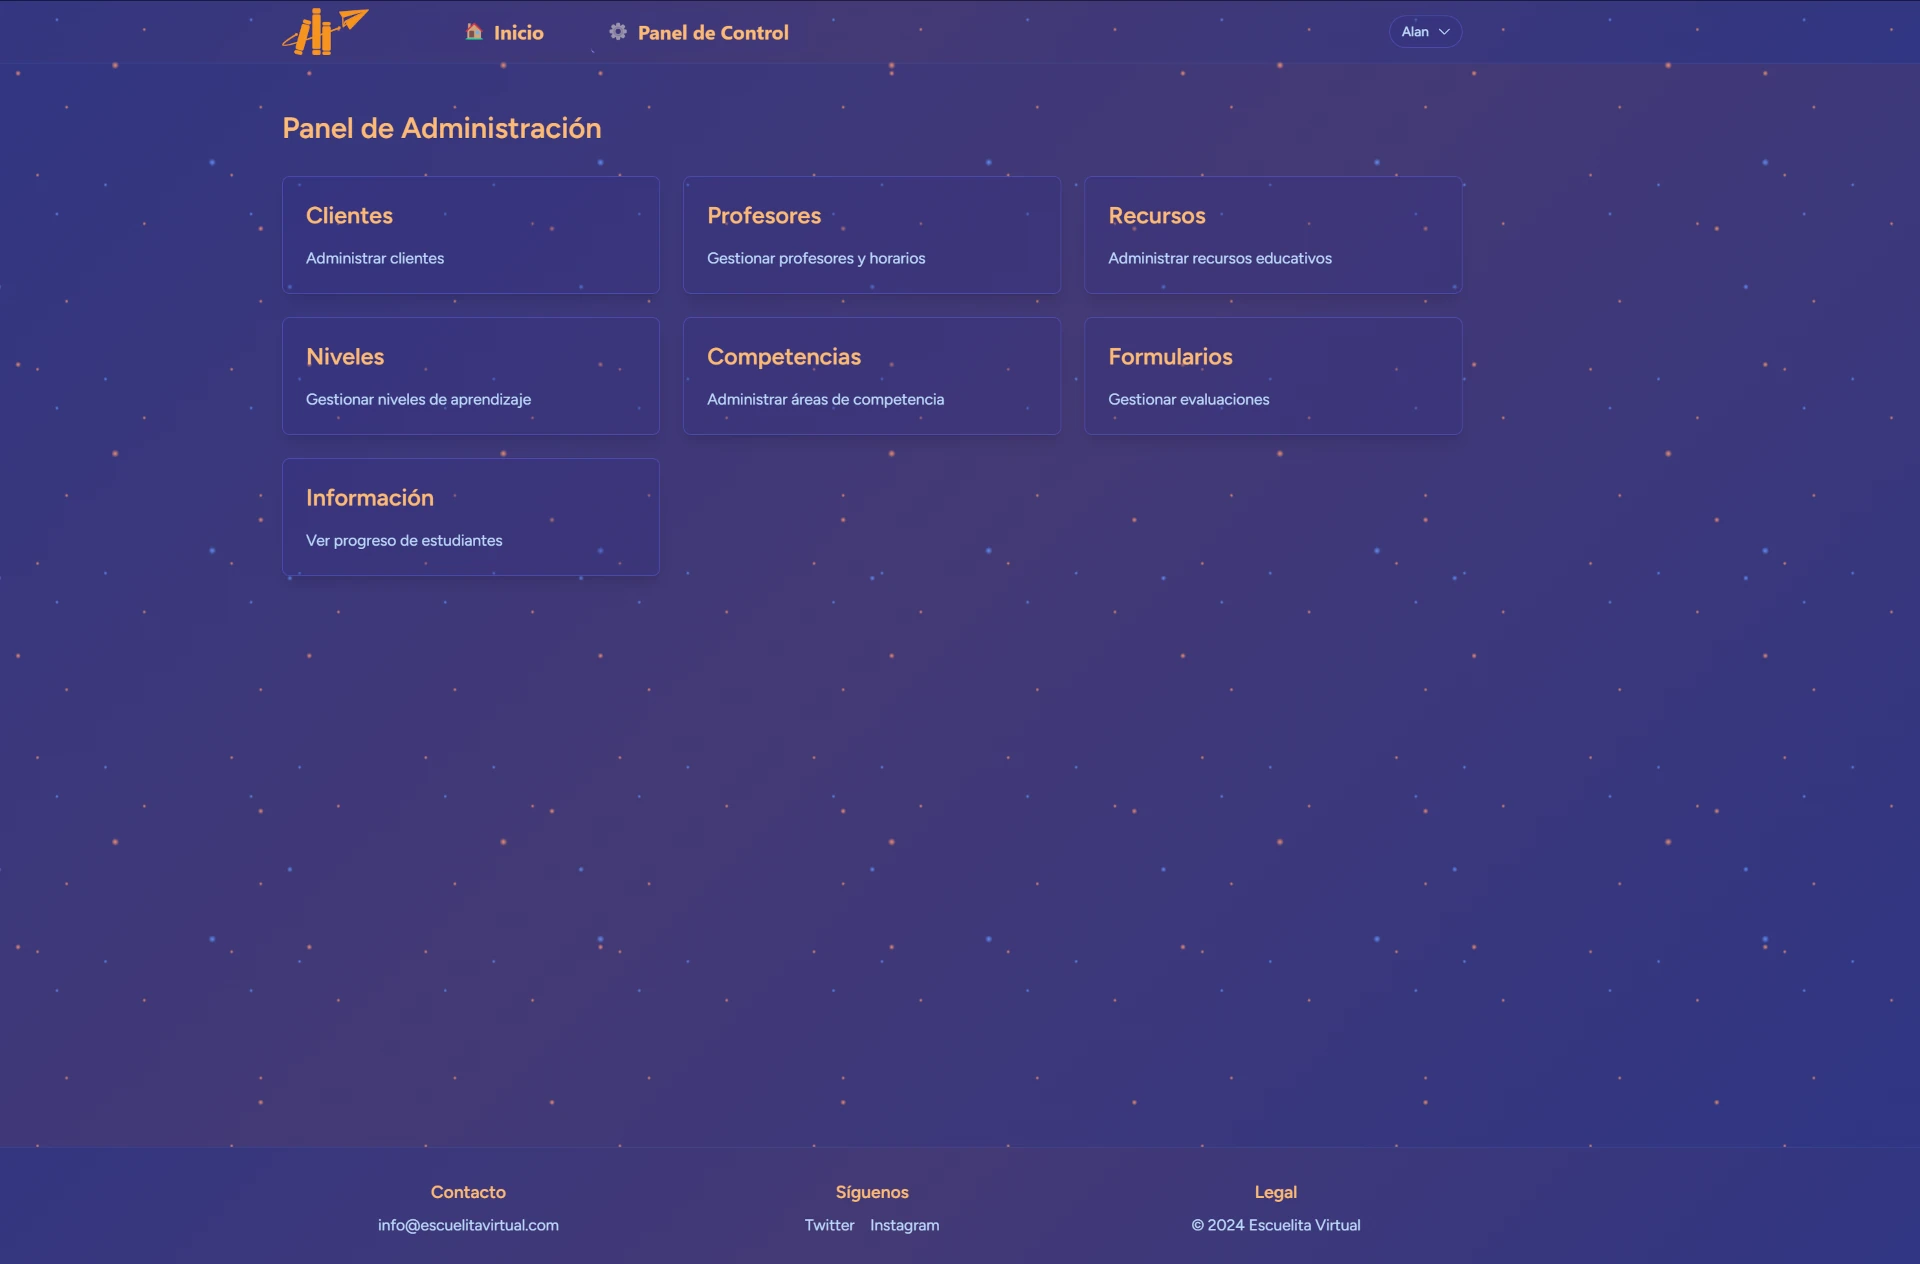 Inicio
Panel de Control
Alan
Panel de Administración
Clientes
Administrar clientes
Profesores
Gestionar profesores y horarios
Recursos
Administrar recursos educativos
Niveles
Gestionar niveles de aprendizaje
Competencias
Administrar áreas de competencia
Formularios
Gestionar evaluaciones
Información
Ver progreso de estudiantes
Contacto
info@escuelitavirtual.com
Síguenos
Twitter Instagram
Legal
© 2024 Escuelita Virtual